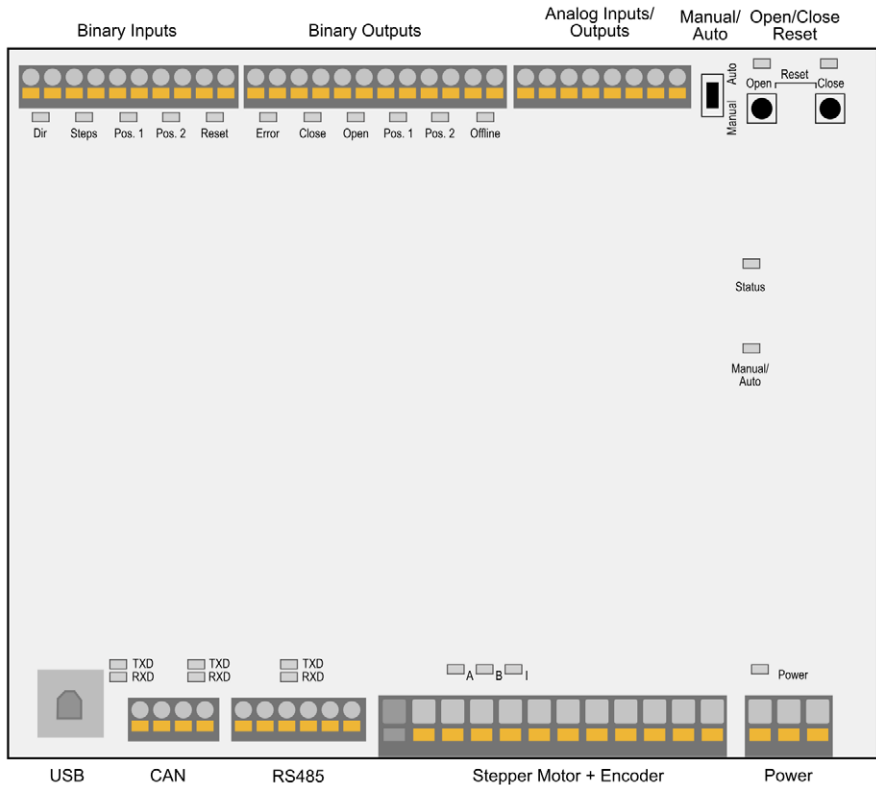 Binary Inputs
Binary Outputs
Analog Inputs/
Outputs
Manual/
Auto
Open/Close
Reset
Auto
Manual
Open
Reset
Close
Dir
Steps
Pos. 1
Pos. 2
Reset
Error
Close
Open
Pos. 1
Pos. 2
Offline
Status
Manual/
Auto
TXD
RXD
TXD
RXD
TXD
RXD
A
B
I
Power
USB
CAN
RS485
Stepper Motor + Encoder
Power